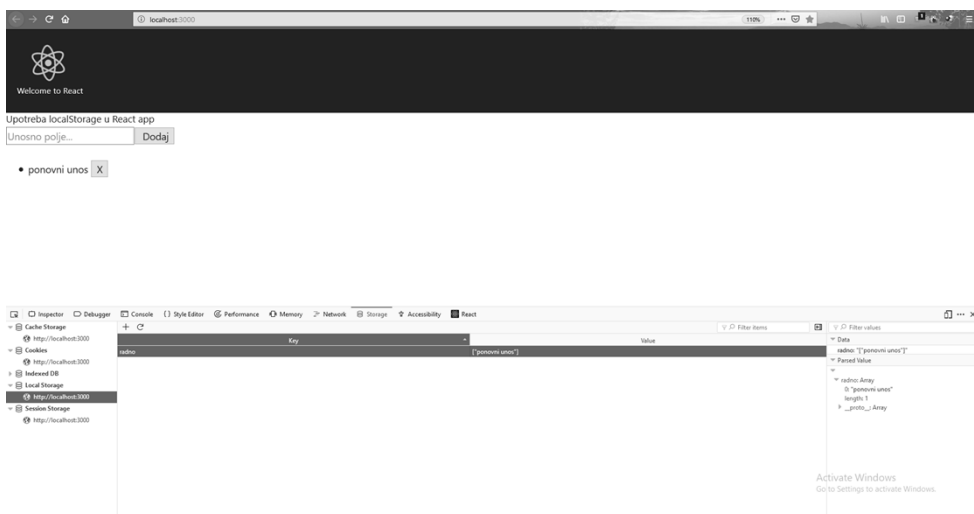 localhost:3000
110%
Welcome to React
Upotreba localStorage u React app
Unosno polje...
Dodaj
ponovni unos
X
Inspector
Debugger
Console
{} Style Editor
Performance
Memory
Network
Storage
Accessibility
React
Cache Storage
http://localhost:3000
Cookies
http://localhost:3000
Indexed DB
Local Storage
http://localhost:3000
Session Storage
http://localhost:3000
Filter items
Key
Value
radno
["ponovni unos"]
Filter values
Data
radno: "["ponovni unos"]"
Parsed Value
radno: Array
0: "ponovni unos"
length: 1
__proto__: Array
Activate Windows
Go to Settings to activate Windows.